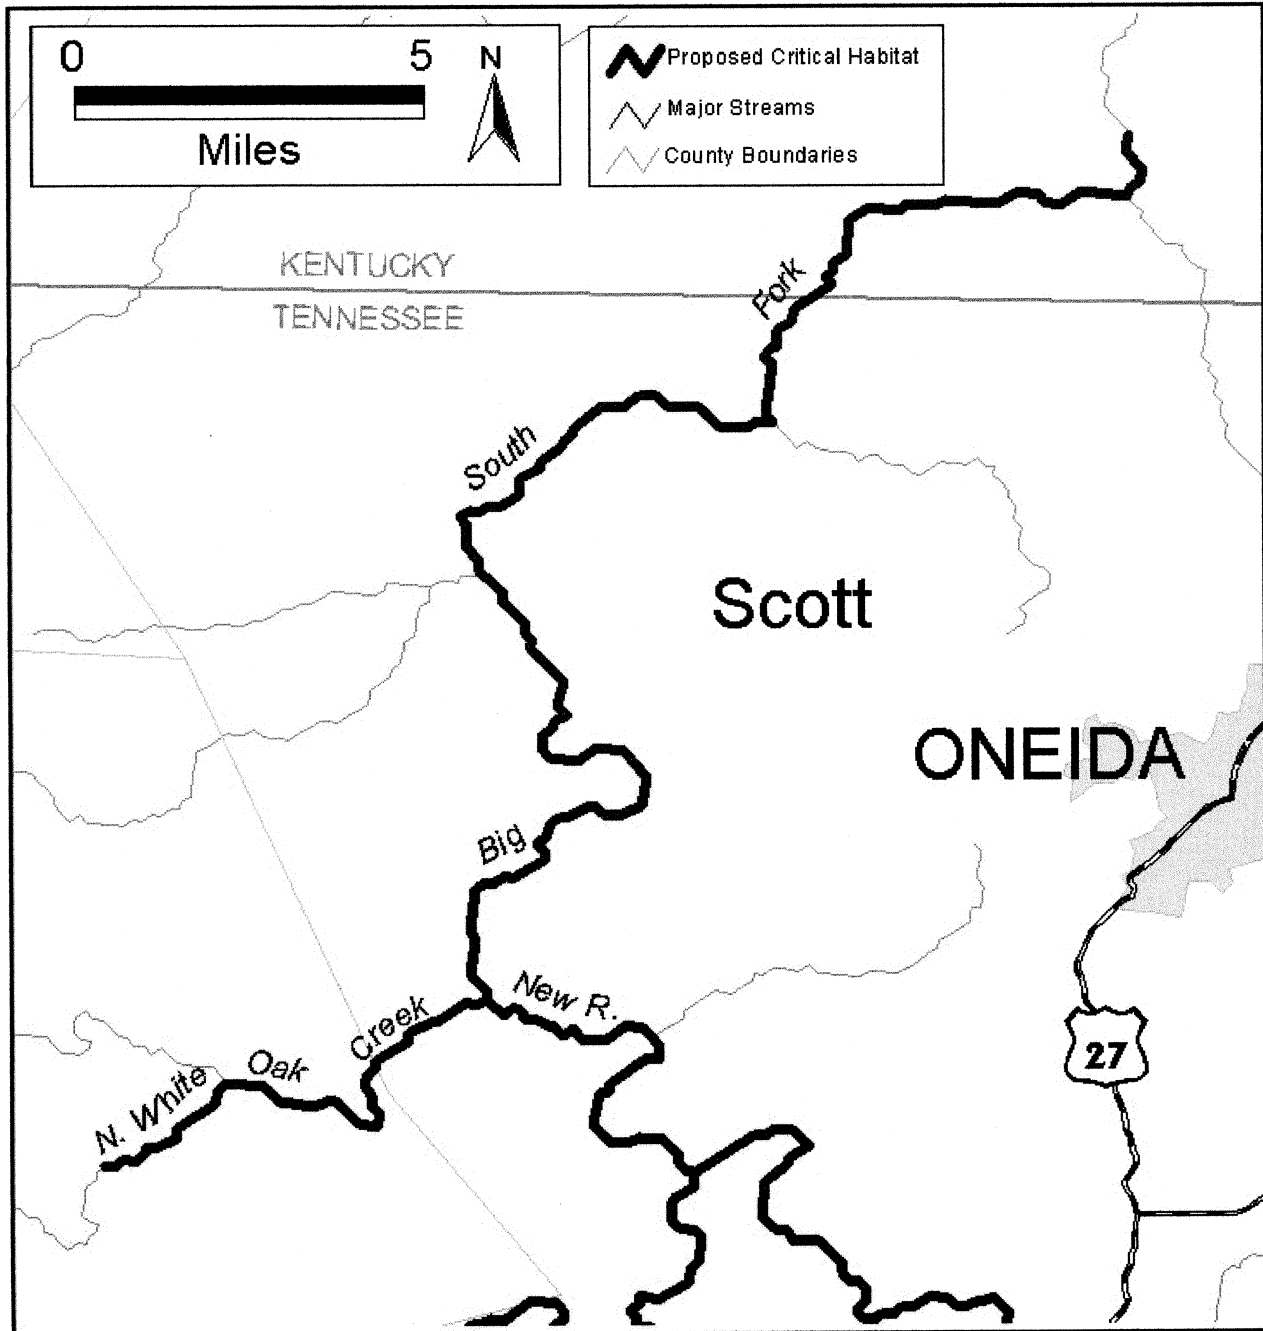 0 5
Miles
N
Proposed Critical Habitat
Major Streams
County Boundaries
KENTUCKY
TENNESSEE
Fork
South
Scott
ONEIDA
Big
New R.
Creek
Oak
N. White
27